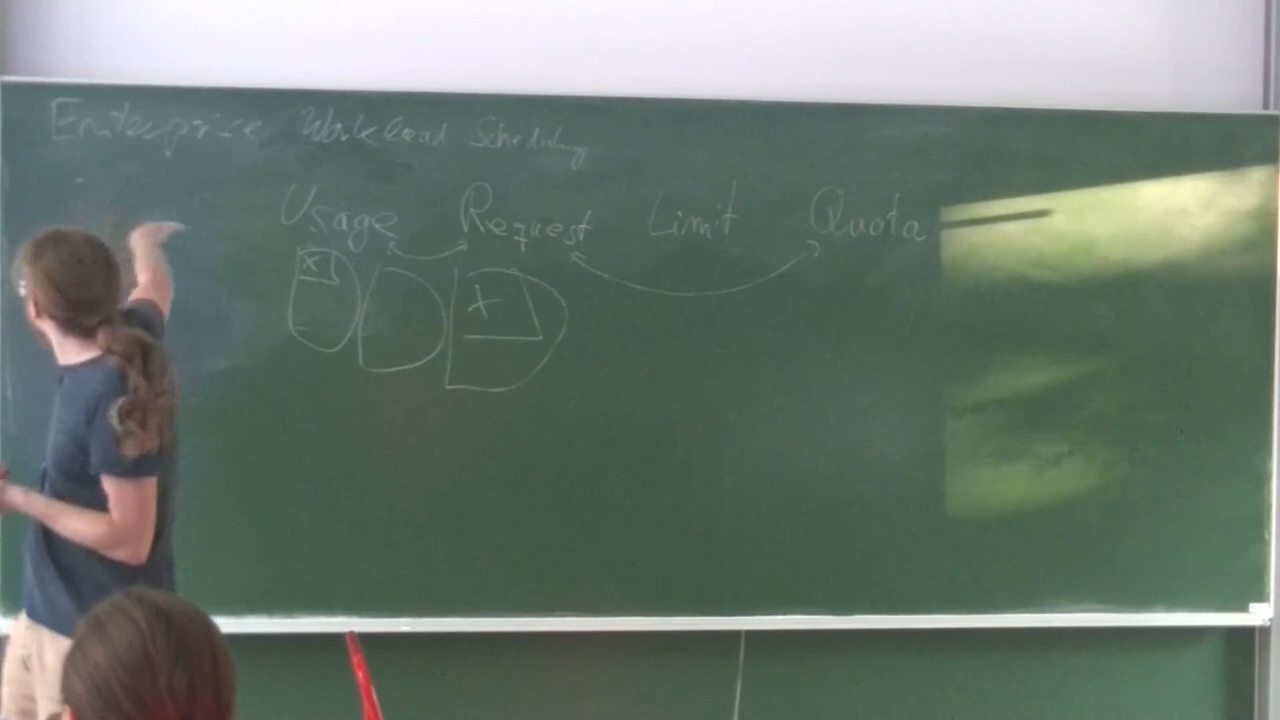 Enterprise Workload Scheduling
Usage Request Limit Quota
x x